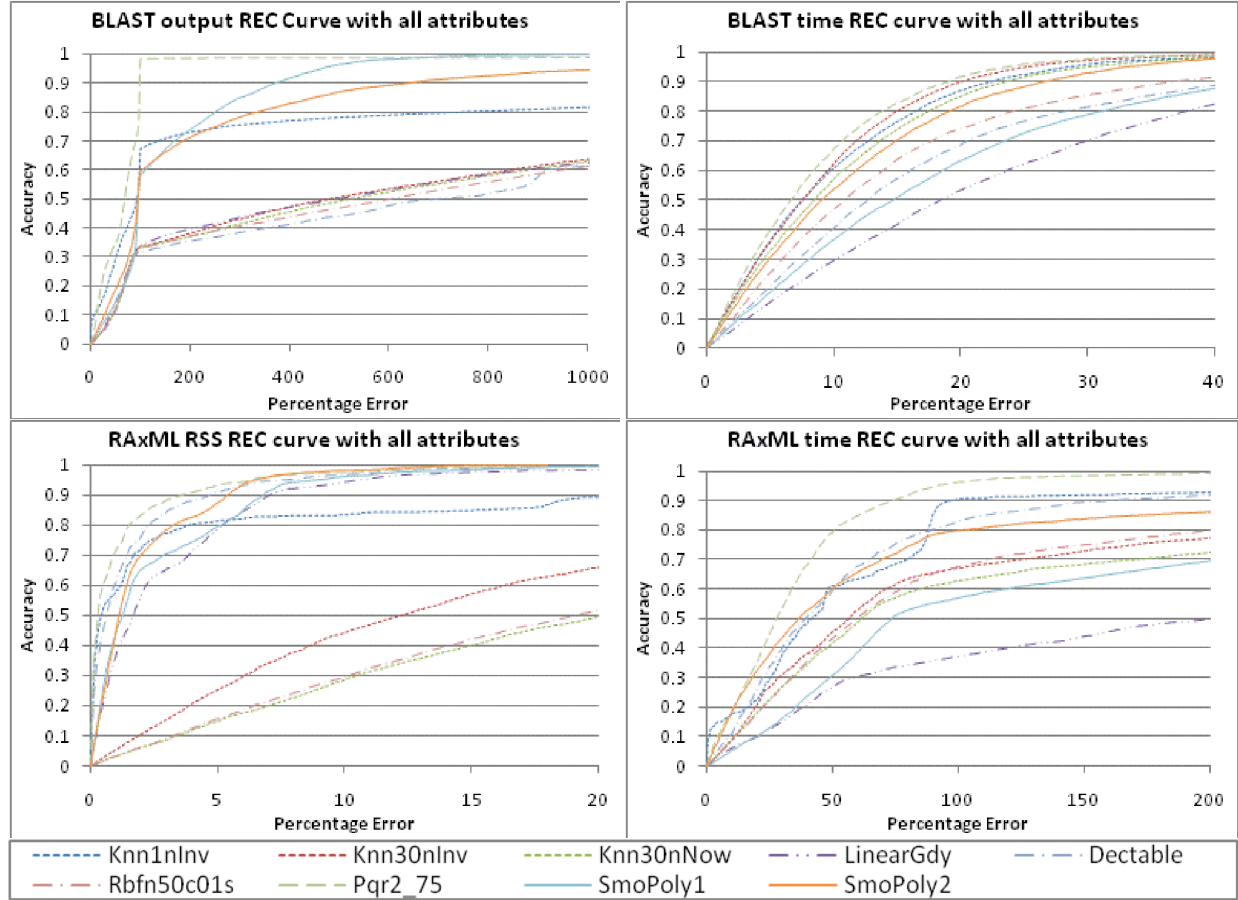 BLAST output REC Curve with all attributes
1
0.9
0.8
0.7
0.6
0.5
0.4
0.3
0.2
0.1
0
Accuracy
0 200 400 600 800 1000
Percentage Error
BLAST time REC curve with all attributes
1
0.9
0.8
0.7
0.6
0.5
0.4
0.3
0.2
0.1
0
Accuracy
0 10 20 30 40
Percentage Error
RAxML RSS REC curve with all attributes
1
0.9
0.8
0.7
0.6
0.5
0.4
0.3
0.2
0.1
0
Accuracy
0 5 10 15 20
Percentage Error
RAxML time REC curve with all attributes
1
0.9
0.8
0.7
0.6
0.5
0.4
0.3
0.2
0.1
0
Accuracy
0 50 100 150 200
Percentage Error
Knn1nInv Knn30nInv Knn30nNow LinearGdy Dectable
Rbfn50c01s Pqr2_75 SmoPoly1 SmoPoly2